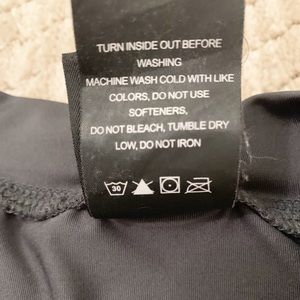 TURN INSIDE OUT BEFORE
WASHING
MACHINE WASH COLD WITH LIKE
COLORS, DO NOT USE
SOFTENERS,
DO NOT BLEACH, TUMBLE DRY
LOW, DO NOT IRON
30